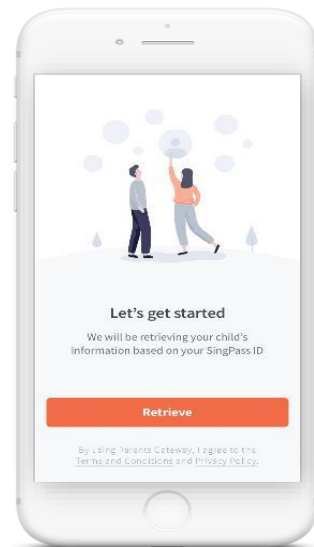 Let's get started
We will be retrieving your child's
information based on your SingPass ID
Retrieve
By using Parents Gateway, I agree to the
Terms and Conditions and Privacy Policy.